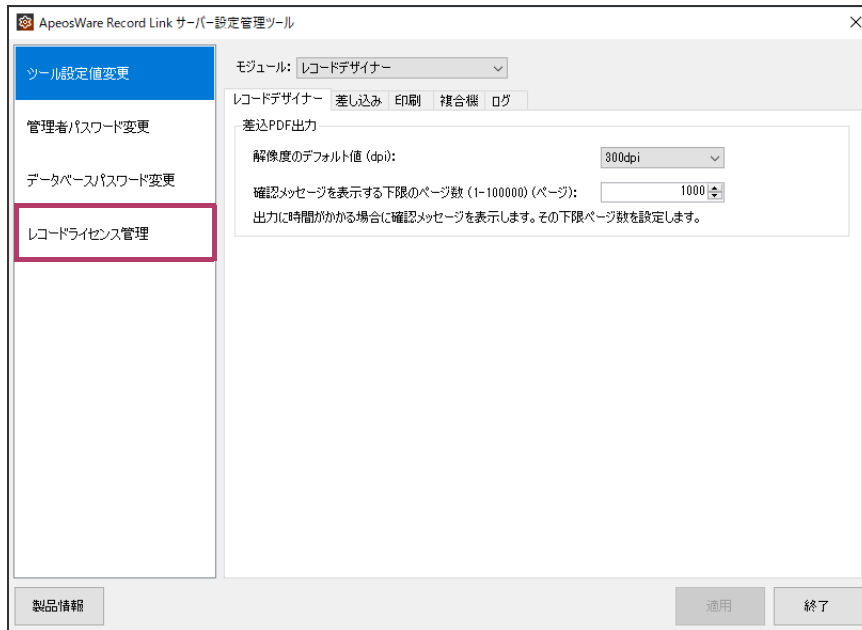 ApeosWare Record Link サーバー設定管理ツール
ツール設定値変更
管理者パスワード変更
データベースパスワード変更
レコードライセンス管理
モジュール: レコードデザイナー
レコードデザイナー 差し込み 印刷 複合機 ログ
差込PDF出力
解像度のデフォルト値 (dpi): 300dpi
確認メッセージを表示する下限のページ数 (1-100000) (ページ): 1000
出力に時間がかかる場合に確認メッセージを表示します。その下限ページ数を設定します。
製品情報 適用 終了